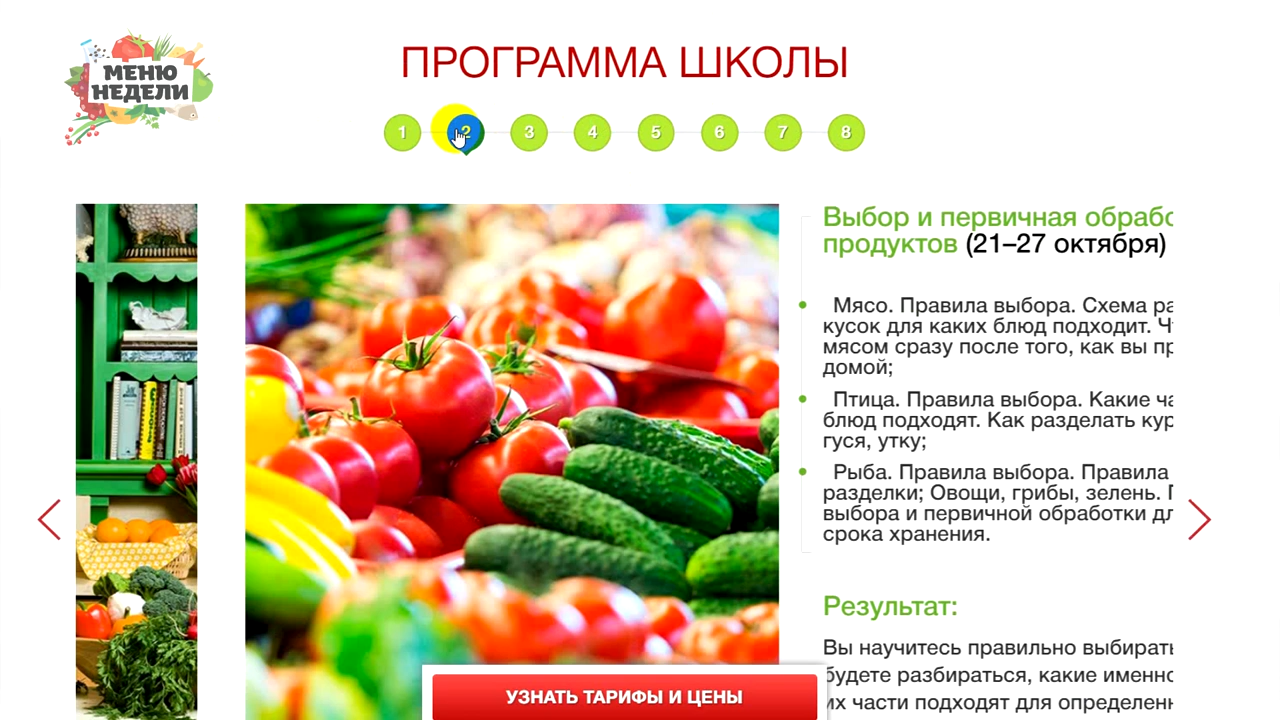 МЕНЮ
НЕДЕЛИ
ПРОГРАММА ШКОЛЫ
1 2 3 4 5 6 7 8
Выбор и первичная обрабо
продуктов (21–27 октября)
Мясо. Правила выбора. Схема ра
кусок для каких блюд подходит. Ч
мясом сразу после того, как вы пр
домой;
Птица. Правила выбора. Какие ча
блюд подходят. Как разделать кур
гуся, утку;
Рыба. Правила выбора. Правила
разделки; Овощи, грибы, зелень. П
выбора и первичной обработки дл
срока хранения.
Результат:
Вы научитесь правильно выбирать
будете разбираться, какие именно
их части подходят для определен
УЗНАТЬ ТАРИФЫ И ЦЕНЫ